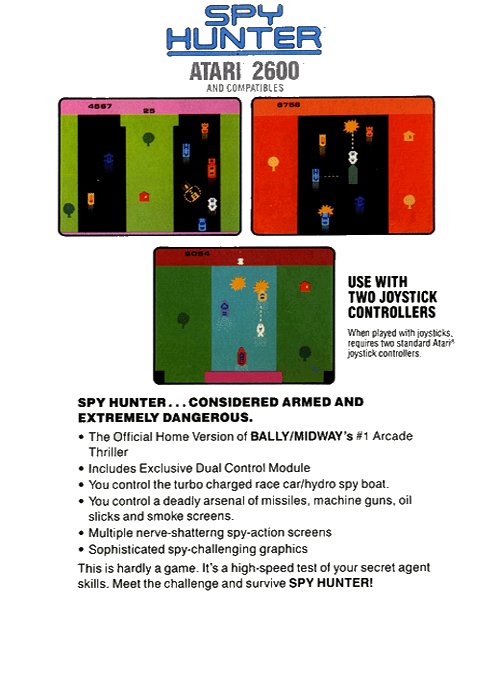 SPY
HUNTER
ATARI 2600
AND COMPATIBLES
4567
25
6758
8054
USE WITH
TWO JOYSTICK
CONTROLLERS
When played with joysticks,
requires two standard Atari®
joystick controllers.
SPY HUNTER...CONSIDERED ARMED AND
EXTREMELY DANGEROUS.
• The Official Home Version of BALLY/MIDWAY's #1 Arcade
Thriller
• Includes Exclusive Dual Control Module
• You control the turbo charged race car/hydro spy boat.
• You control a deadly arsenal of missiles, machine guns, oil
slicks and smoke screens.
• Multiple nerve-shatterng spy-action screens
• Sophisticated spy-challenging graphics
This is hardly a game. It's a high-speed test of your secret agent
skills. Meet the challenge and survive SPY HUNTER!